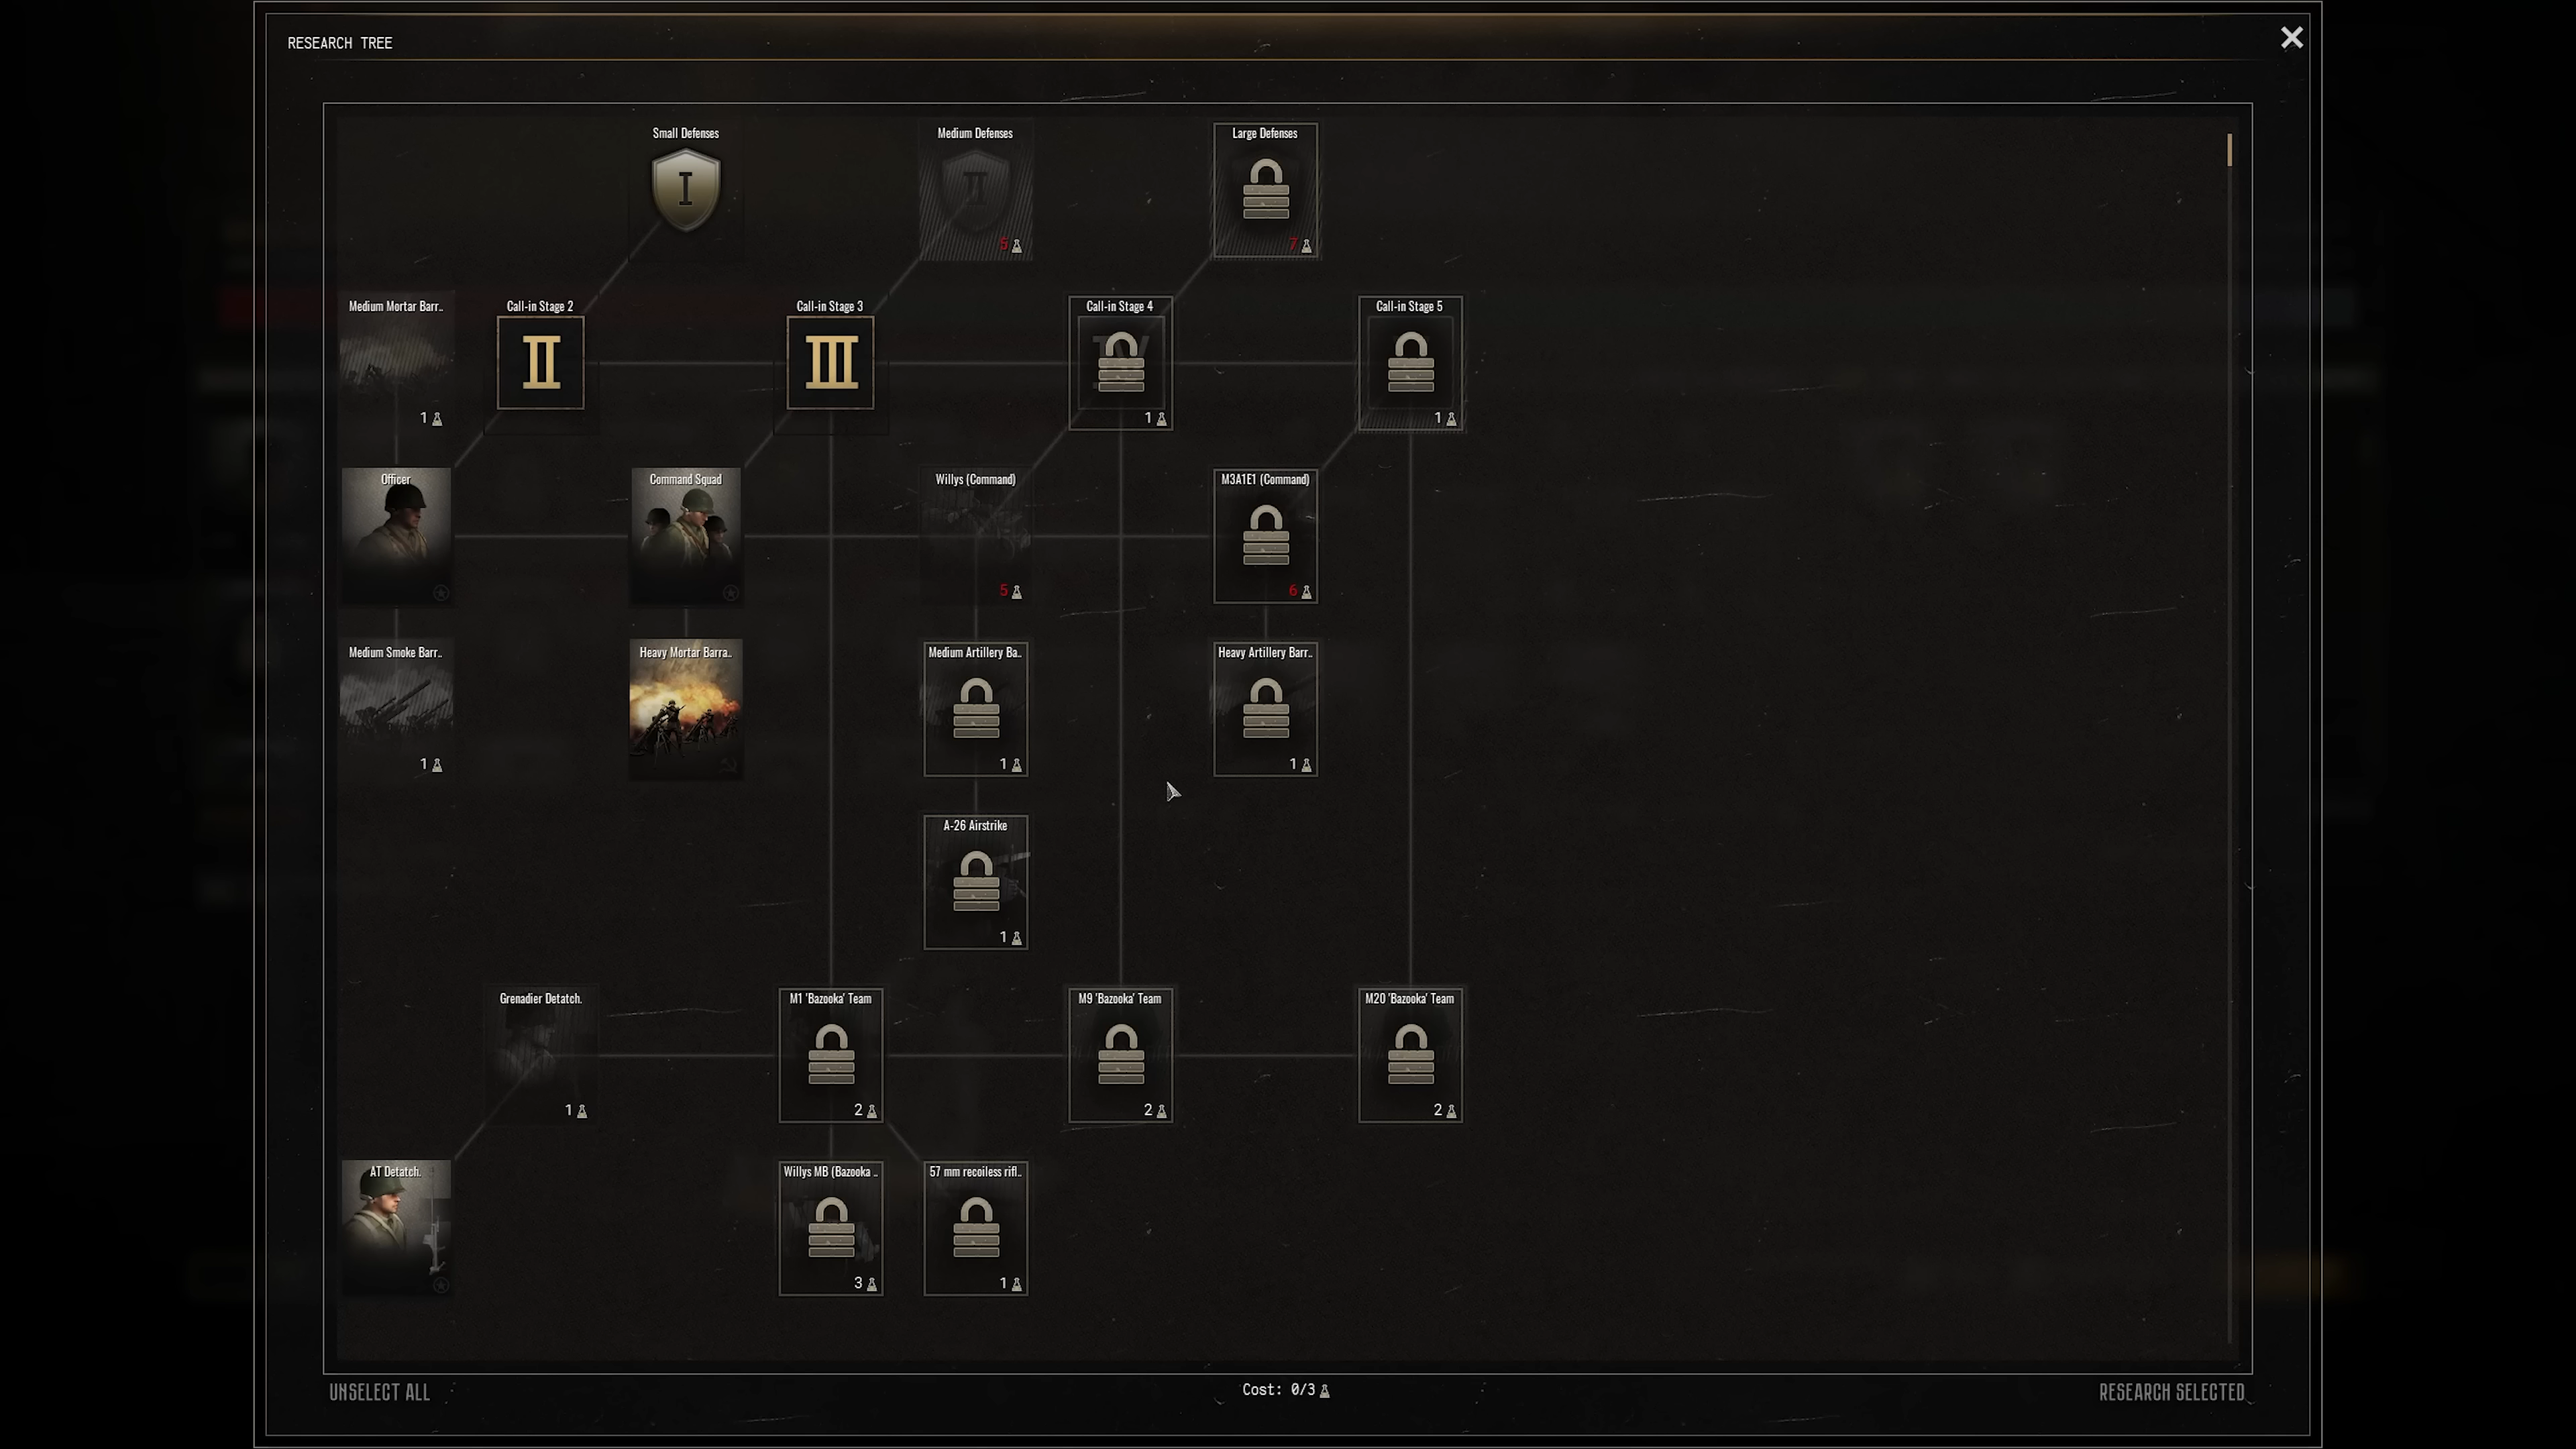 RESEARCH TREE
Small Defenses
Medium Defenses
Large Defenses
I
II
5
7
Medium Mortar Barr..
Call-in Stage 2
Call-in Stage 3
Call-in Stage 4
Call-in Stage 5
II
III
IV
1
1
1
Officer
Command Squad
Willys (Command)
M3A1E1 (Command)
5
6
Medium Smoke Barr..
Heavy Mortar Barra..
Medium Artillery Ba..
Heavy Artillery Barr..
1
1
1
A-26 Airstrike
1
Grenadier Detatch.
M1 'Bazooka' Team
M9 'Bazooka' Team
M20 'Bazooka' Team
1
2
2
2
AT Detatch.
Willys MB (Bazooka ..
57 mm recoiless rifl..
3
1
UNSELECT ALL
Cost: 0/3
RESEARCH SELECTED